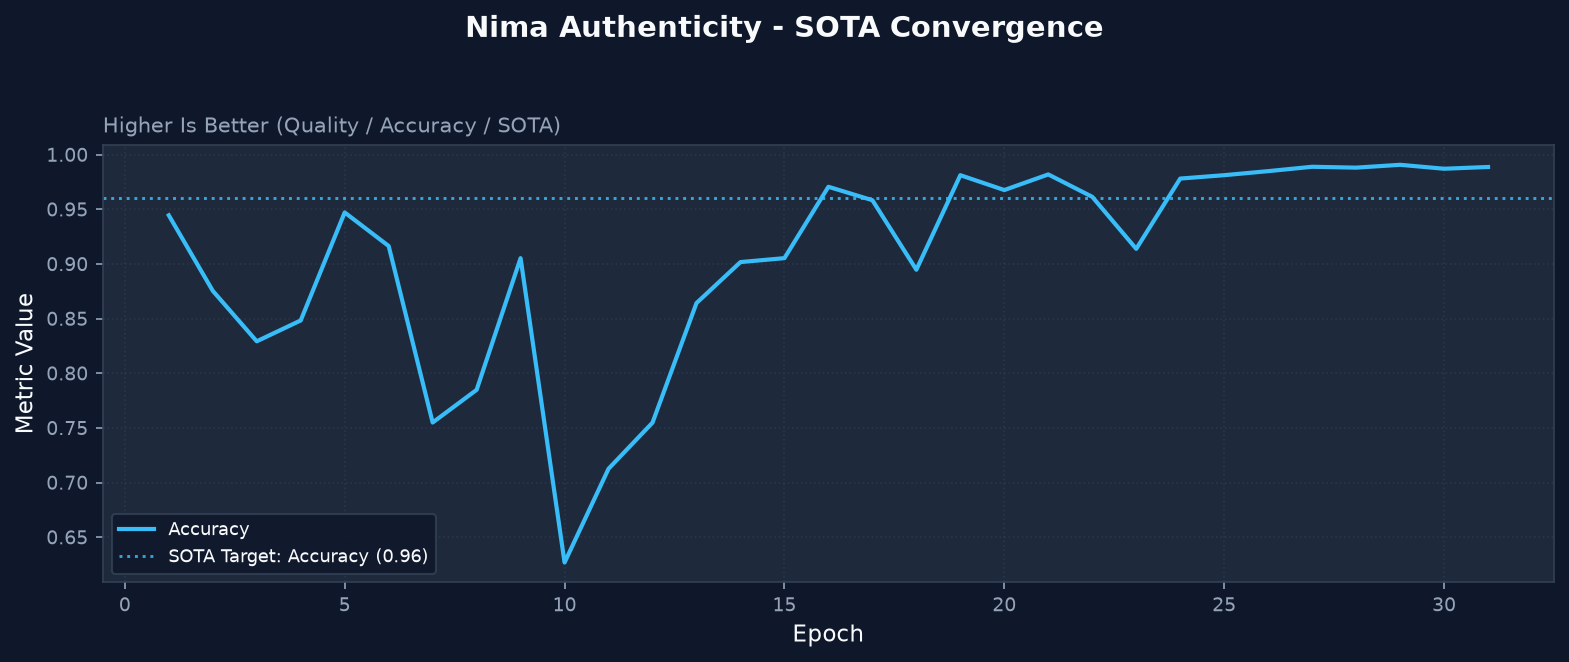 Nima Authenticity - SOTA Convergence
Higher Is Better (Quality / Accuracy / SOTA)
1.00
0.95
0.90
0.85
0.80
0.75
0.70
0.65
Metric Value
Accuracy
SOTA Target: Accuracy (0.96)
0 5 10 15 20 25 30
Epoch